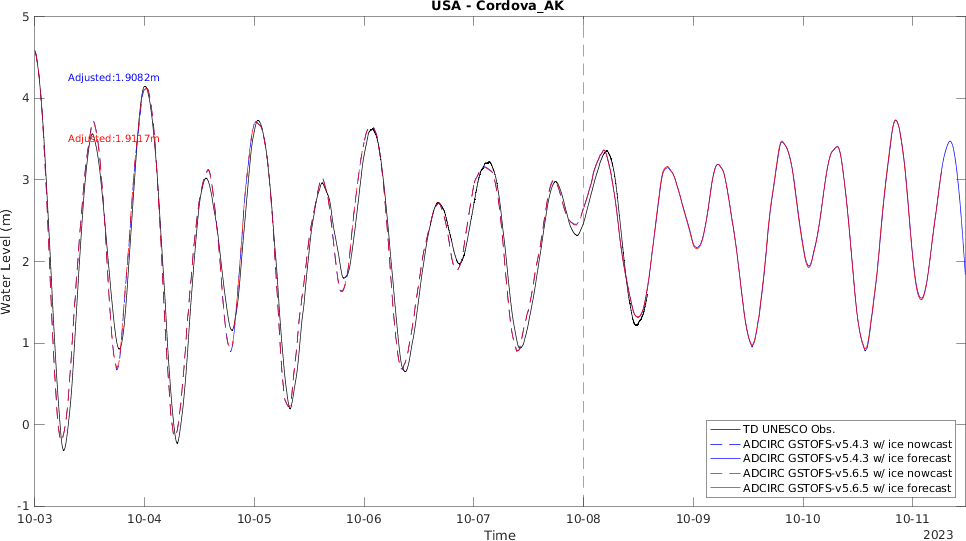 USA - Cordova_AK
5
4
3
2
1
0
-1
Water Level (m)
Adjusted:1.9082m
Adjusted:1.9117m
TD UNESCO Obs.
ADCIRC GSTOFS-v5.4.3 w/ ice nowcast
ADCIRC GSTOFS-v5.4.3 w/ ice forecast
ADCIRC GSTOFS-v5.6.5 w/ ice nowcast
ADCIRC GSTOFS-v5.6.5 w/ ice forecast
10-03 10-04 10-05 10-06 10-07 10-08 10-09 10-10 10-11
Time
2023